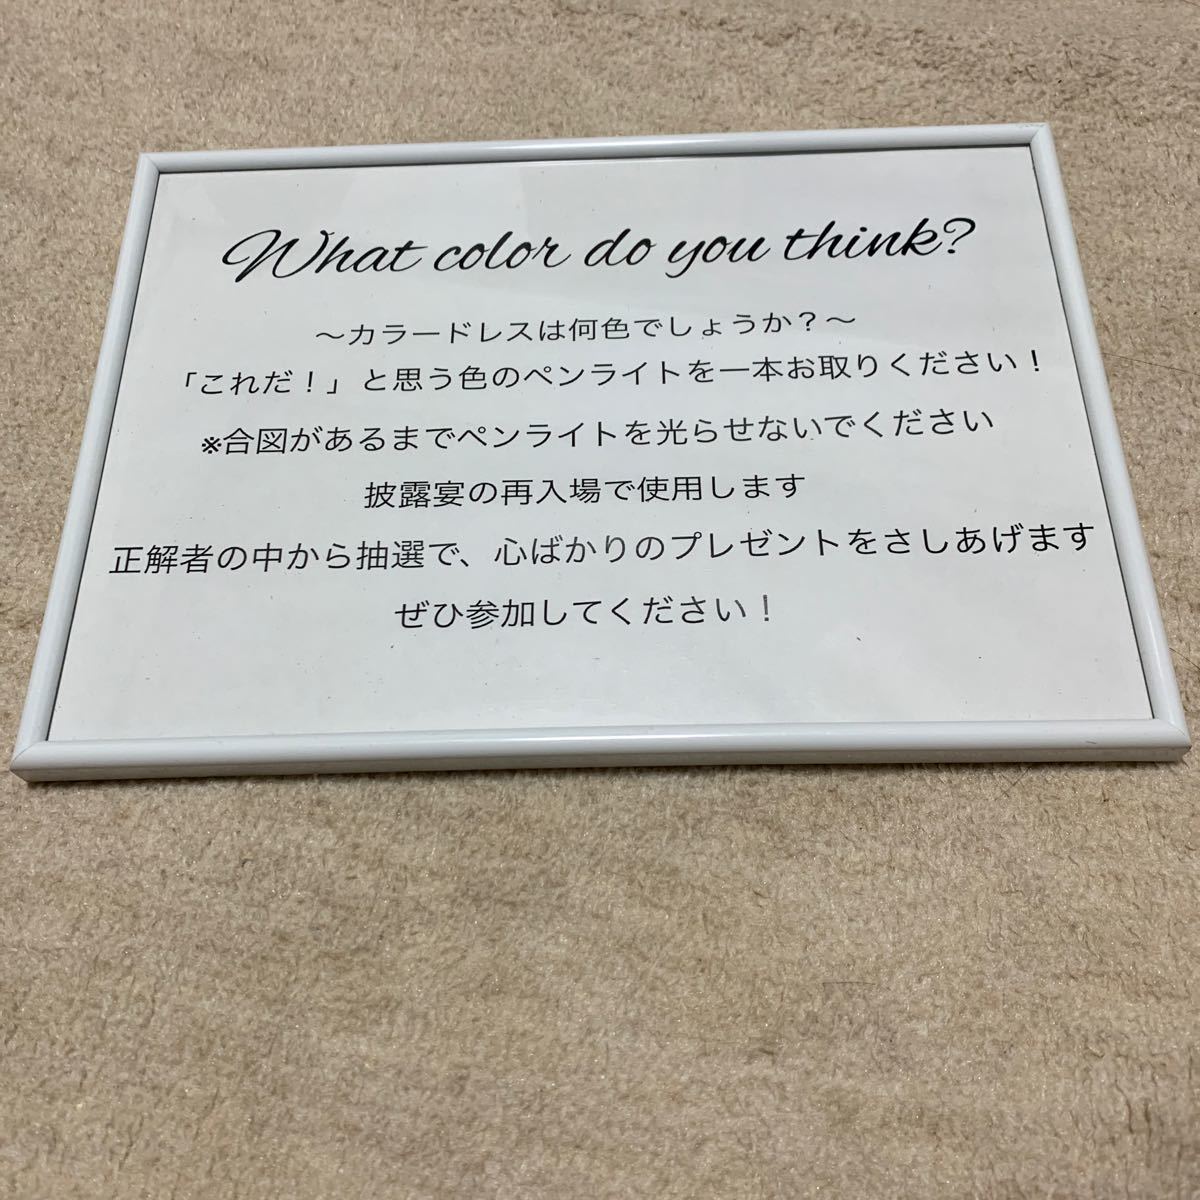 What color do you think?
～カラードレスは何色でしょうか？～
「これだ！」と思う色のペンライトを一本お取りください！
※合図があるまでペンライトを光らせないでください
披露宴の再入場で使用します
正解者の中から抽選で、心ばかりのプレゼントをさしあげます
ぜひ参加してください！